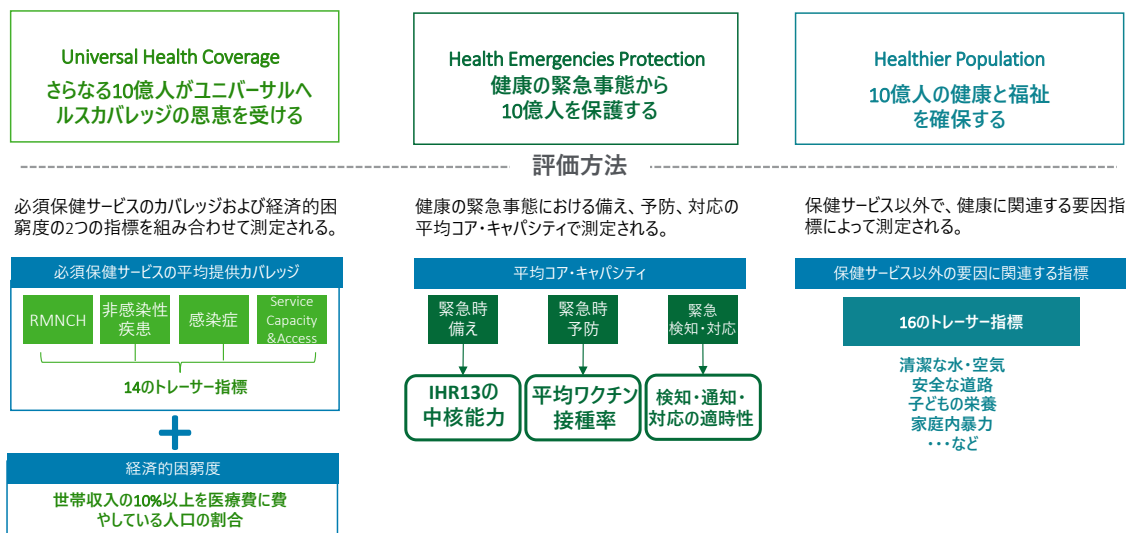 Universal Health Coverage
さらなる10億人がユニバーサルヘ
ルスカバレッジの恩恵を受ける
Health Emergencies Protection
健康の緊急事態から
10億人を保護する
Healthier Population
10億人の健康と福祉
を確保する
評価方法
必須保健サービスのカバレッジおよび経済的困
窮度の2つの指標を組み合わせて測定される。
必須保健サービスの平均提供カバレッジ
RMNCH
非感染性
疾患
感染症
Service
Capacity
&Access
14のトレーサー指標
+
経済的困窮度
世帯収入の10%以上を医療費に費
やしている人口の割合
健康の緊急事態における備え、予防、対応の
平均コア・キャパシティで測定される。
平均コア・キャパシティ
緊急時
備え
緊急時
予防
緊急
検知・対応
IHR13の
中核能力
平均ワクチン
接種率
検知・通知・
対応の適時性
保健サービス以外で、健康に関連する要因指
標によって測定される。
保健サービス以外の要因に関連する指標
16のトレーサー指標
清潔な水・空気
安全な道路
子どもの栄養
家庭内暴力
・・・など